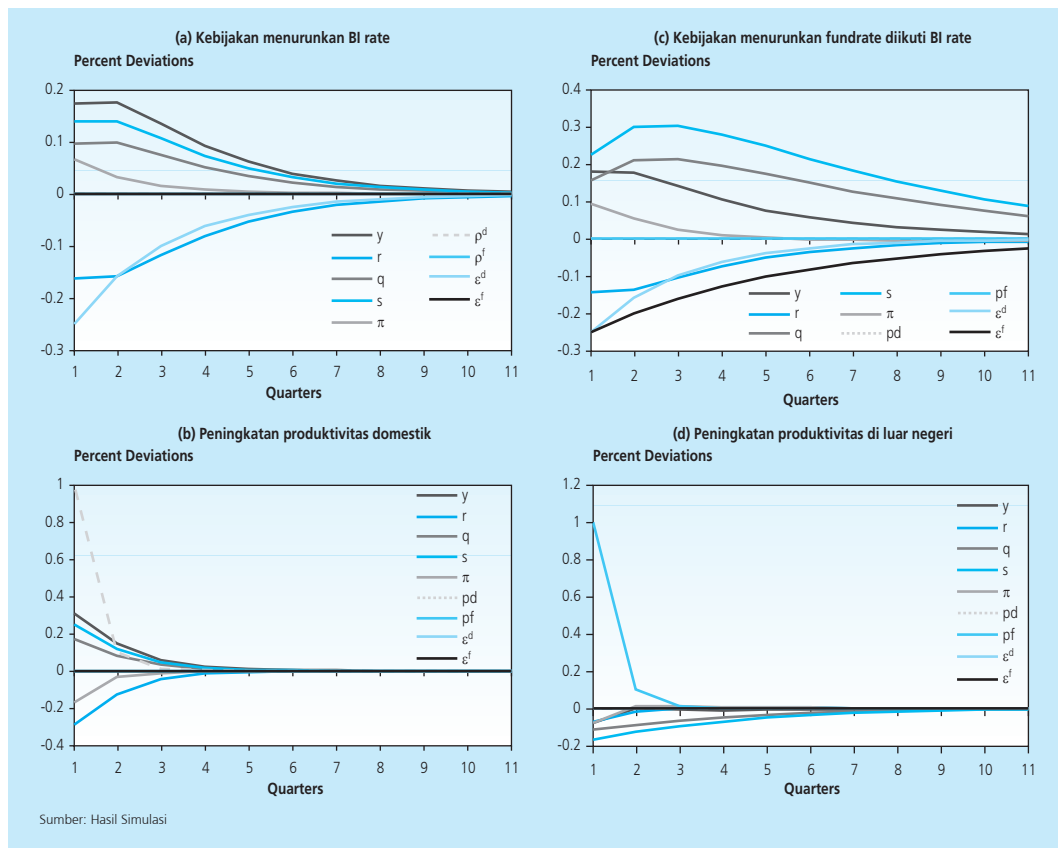 (a) Kebijakan menurunkan BI rate
Percent Deviations
0.2
0.1
0
-0.1
-0.2
-0.3
y
r
q
s
π
ρd
ρf
εd
εf
1 2 3 4 5 6 7 8 9 10 11
Quarters
(c) Kebijakan menurunkan fundrate diikuti BI rate
Percent Deviations
0.4
0.3
0.2
0.1
0
-0.1
-0.2
-0.3
y s pf
r π εd
q pd εf
1 2 3 4 5 6 7 8 9 10 11
Quarters
(b) Peningkatan produktivitas domestik
Percent Deviations
1
0.8
0.6
0.4
0.2
0
-0.2
-0.4
y
r
q
s
π
pd
pf
εd
εf
1 2 3 4 5 6 7 8 9 10 11
Quarters
(d) Peningkatan produktivitas di luar negeri
Percent Deviations
1.2
1
0.8
0.6
0.4
0.2
0
-0.2
y
r
q
s
π
pd
pf
εd
εf
1 2 3 4 5 6 7 8 9 10 11
Quarters
Sumber: Hasil Simulasi